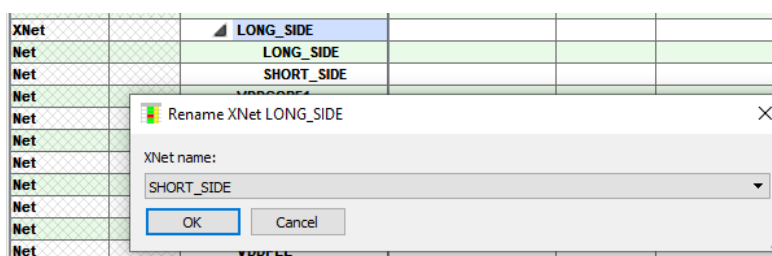 XNet LONG_SIDE
Net LONG_SIDE
Net SHORT_SIDE
Net
Net
Net
Net
Net
Net
Net
Net
Rename XNet LONG_SIDE
XNet name:
SHORT_SIDE
OK Cancel